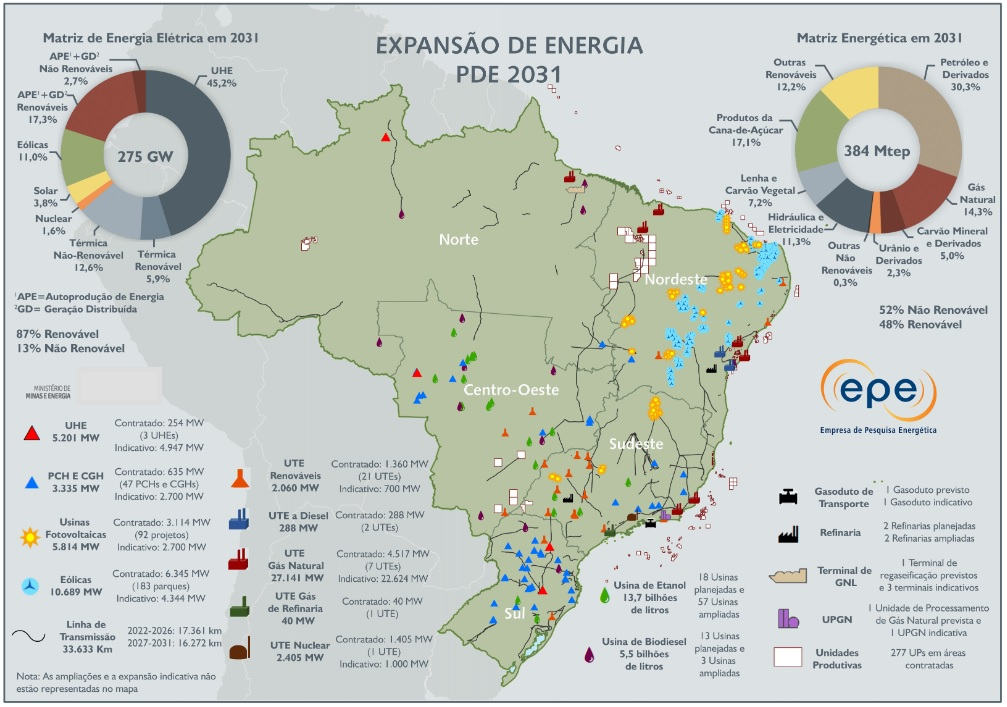 EXPANSÃO DE ENERGIA
PDE 2031
Matriz de Energia Elétrica em 2031
APE¹+GD²
Não Renováveis
2,7%
UHE
45,2%
APE¹+GD²
Renováveis
17,3%
Eólicas
11,0%
275 GW
Solar
3,8%
Nuclear
1,6%
Térmica
Não-Renovável
12,6%
Térmica
Renovável
5,9%
¹APE=Autoprodução de Energia
²GD= Geração Distribuída
87% Renovável
13% Não Renovável
Matriz Energética em 2031
Outras
Renováveis
12,2%
Petróleo e
Derivados
30,3%
Produtos da
Cana-de-Açúcar
17,1%
384 Mtep
Lenha e
Carvão Vegetal
7,2%
Gás
Natural
14,3%
Hidráulica e
Eletricidade
11,3%
Outras
Não
Renováveis
0,3%
Urânio e
Derivados
2,3%
Carvão Mineral
e Derivados
5,0%
52% Não Renovável
48% Renovável
Norte
Nordeste
Centro-Oeste
Sudeste
Sul
MINISTÉRIO DE
MINAS E ENERGIA
epe
Empresa de Pesquisa Energética
UHE
5.201 MW
Contratado: 254 MW
(3 UHEs)
Indicativo: 4.947 MW
PCH E CGH
3.335 MW
Contratado: 635 MW
(47 PCHs e CGHs)
Indicativo: 2.700 MW
Usinas
Fotovoltaicas
5.814 MW
Contratado: 3.114 MW
(92 projetos)
Indicativo: 2.700 MW
Eólicas
10.689 MW
Contratado: 6.345 MW
(183 parques)
Indicativo: 4.344 MW
Linha de
Transmissão
33.633 Km
2022-2026: 17.361 km
2027-2031: 16.272 km
Nota: As ampliações e a expansão indicativa não
estão representadas no mapa
UTE
Renováveis
2.060 MW
Contratado: 1.360 MW
(21 UTEs)
Indicativo: 700 MW
UTE a Diesel
288 MW
Contratado: 288 MW
(2 UTEs)
UTE
Gás Natural
27.141 MW
Contratado: 4.517 MW
(7 UTEs)
Indicativo: 22.624 MW
UTE Gás
de Refinaria
40 MW
Contratado: 40 MW
(1 UTE)
UTE Nuclear
2.405 MW
Contratado: 1.405 MW
(1 UTE)
Indicativo: 1.000 MW
Usina de Etanol
13,7 bilhões
de litros
18 Usinas
planejadas e
57 Usinas
Ampliadas
Usina de Biodiesel
5,5 bilhões
de litros
13 Usinas
planejadas e
3 Usinas
ampliadas
Gasoduto de
Transporte
1 Gasoduto previsto
1 Gasoduto indicativo
Refinaria
2 Refinarias planejadas
2 Refinarias ampliadas
Terminal de
GNL
1 Terminal de
regaseificação previstos
e 3 terminais indicativos
UPGN
1 Unidade de Processamento
de Gás Natural prevista e
1 UPGN indicativa
Unidades
Produtivas
277 UPs em áreas
contratadas